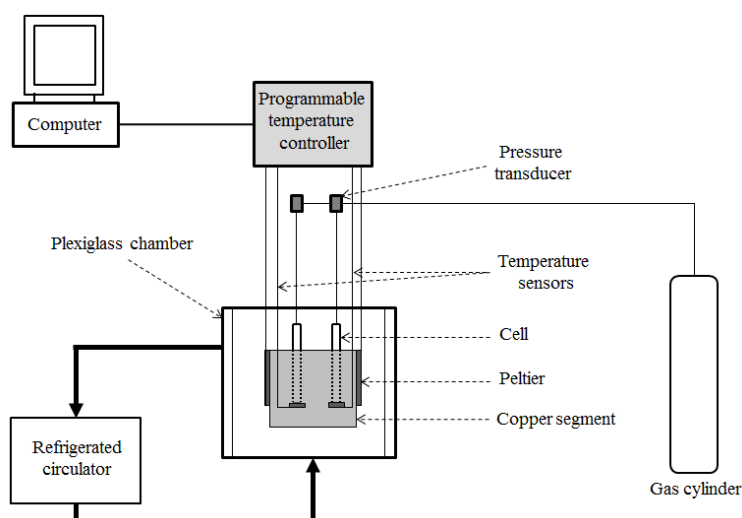 Computer
Programmable
temperature
controller
Pressure
transducer
Plexiglass chamber
Temperature
sensors
Cell
Peltier
Copper segment
Refrigerated
circulator
Gas cylinder